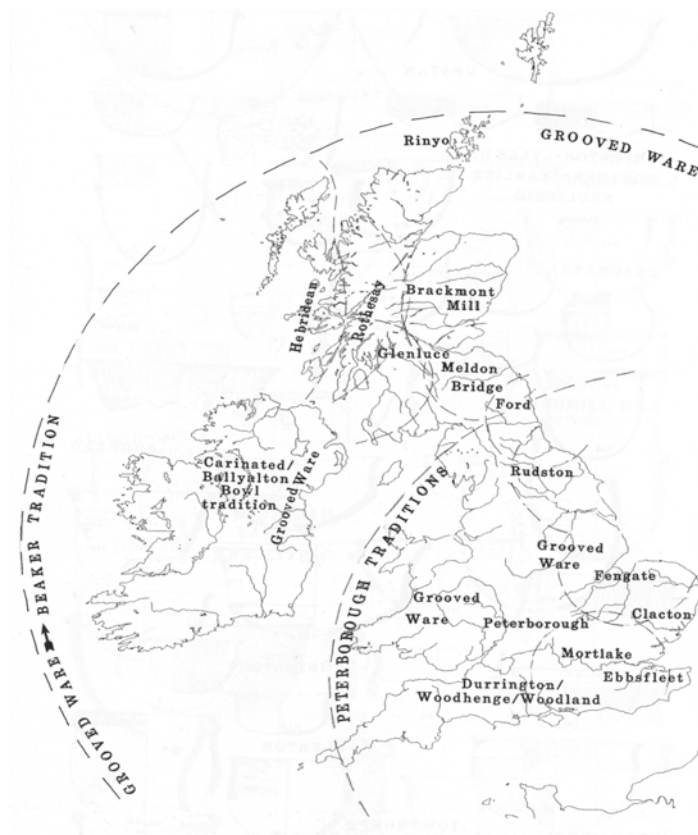 Rinyo
GROOVED WARE
Hebridean
Rothesay
Brackmont
Mill
Glenluce
Meldon
Bridge
Ford
Carinated/
Ballyalton
Bowl
tradition
Grooved Ware
Rudston
PETERBOROUGH TRADITIONS
Grooved
Ware
Fengate
Grooved
Ware
Peterborough
Clacton
Mortlake
Ebbsfleet
Durrington/
Woodhenge/Woodland
GROOVED WARE → BEAKER TRADITION